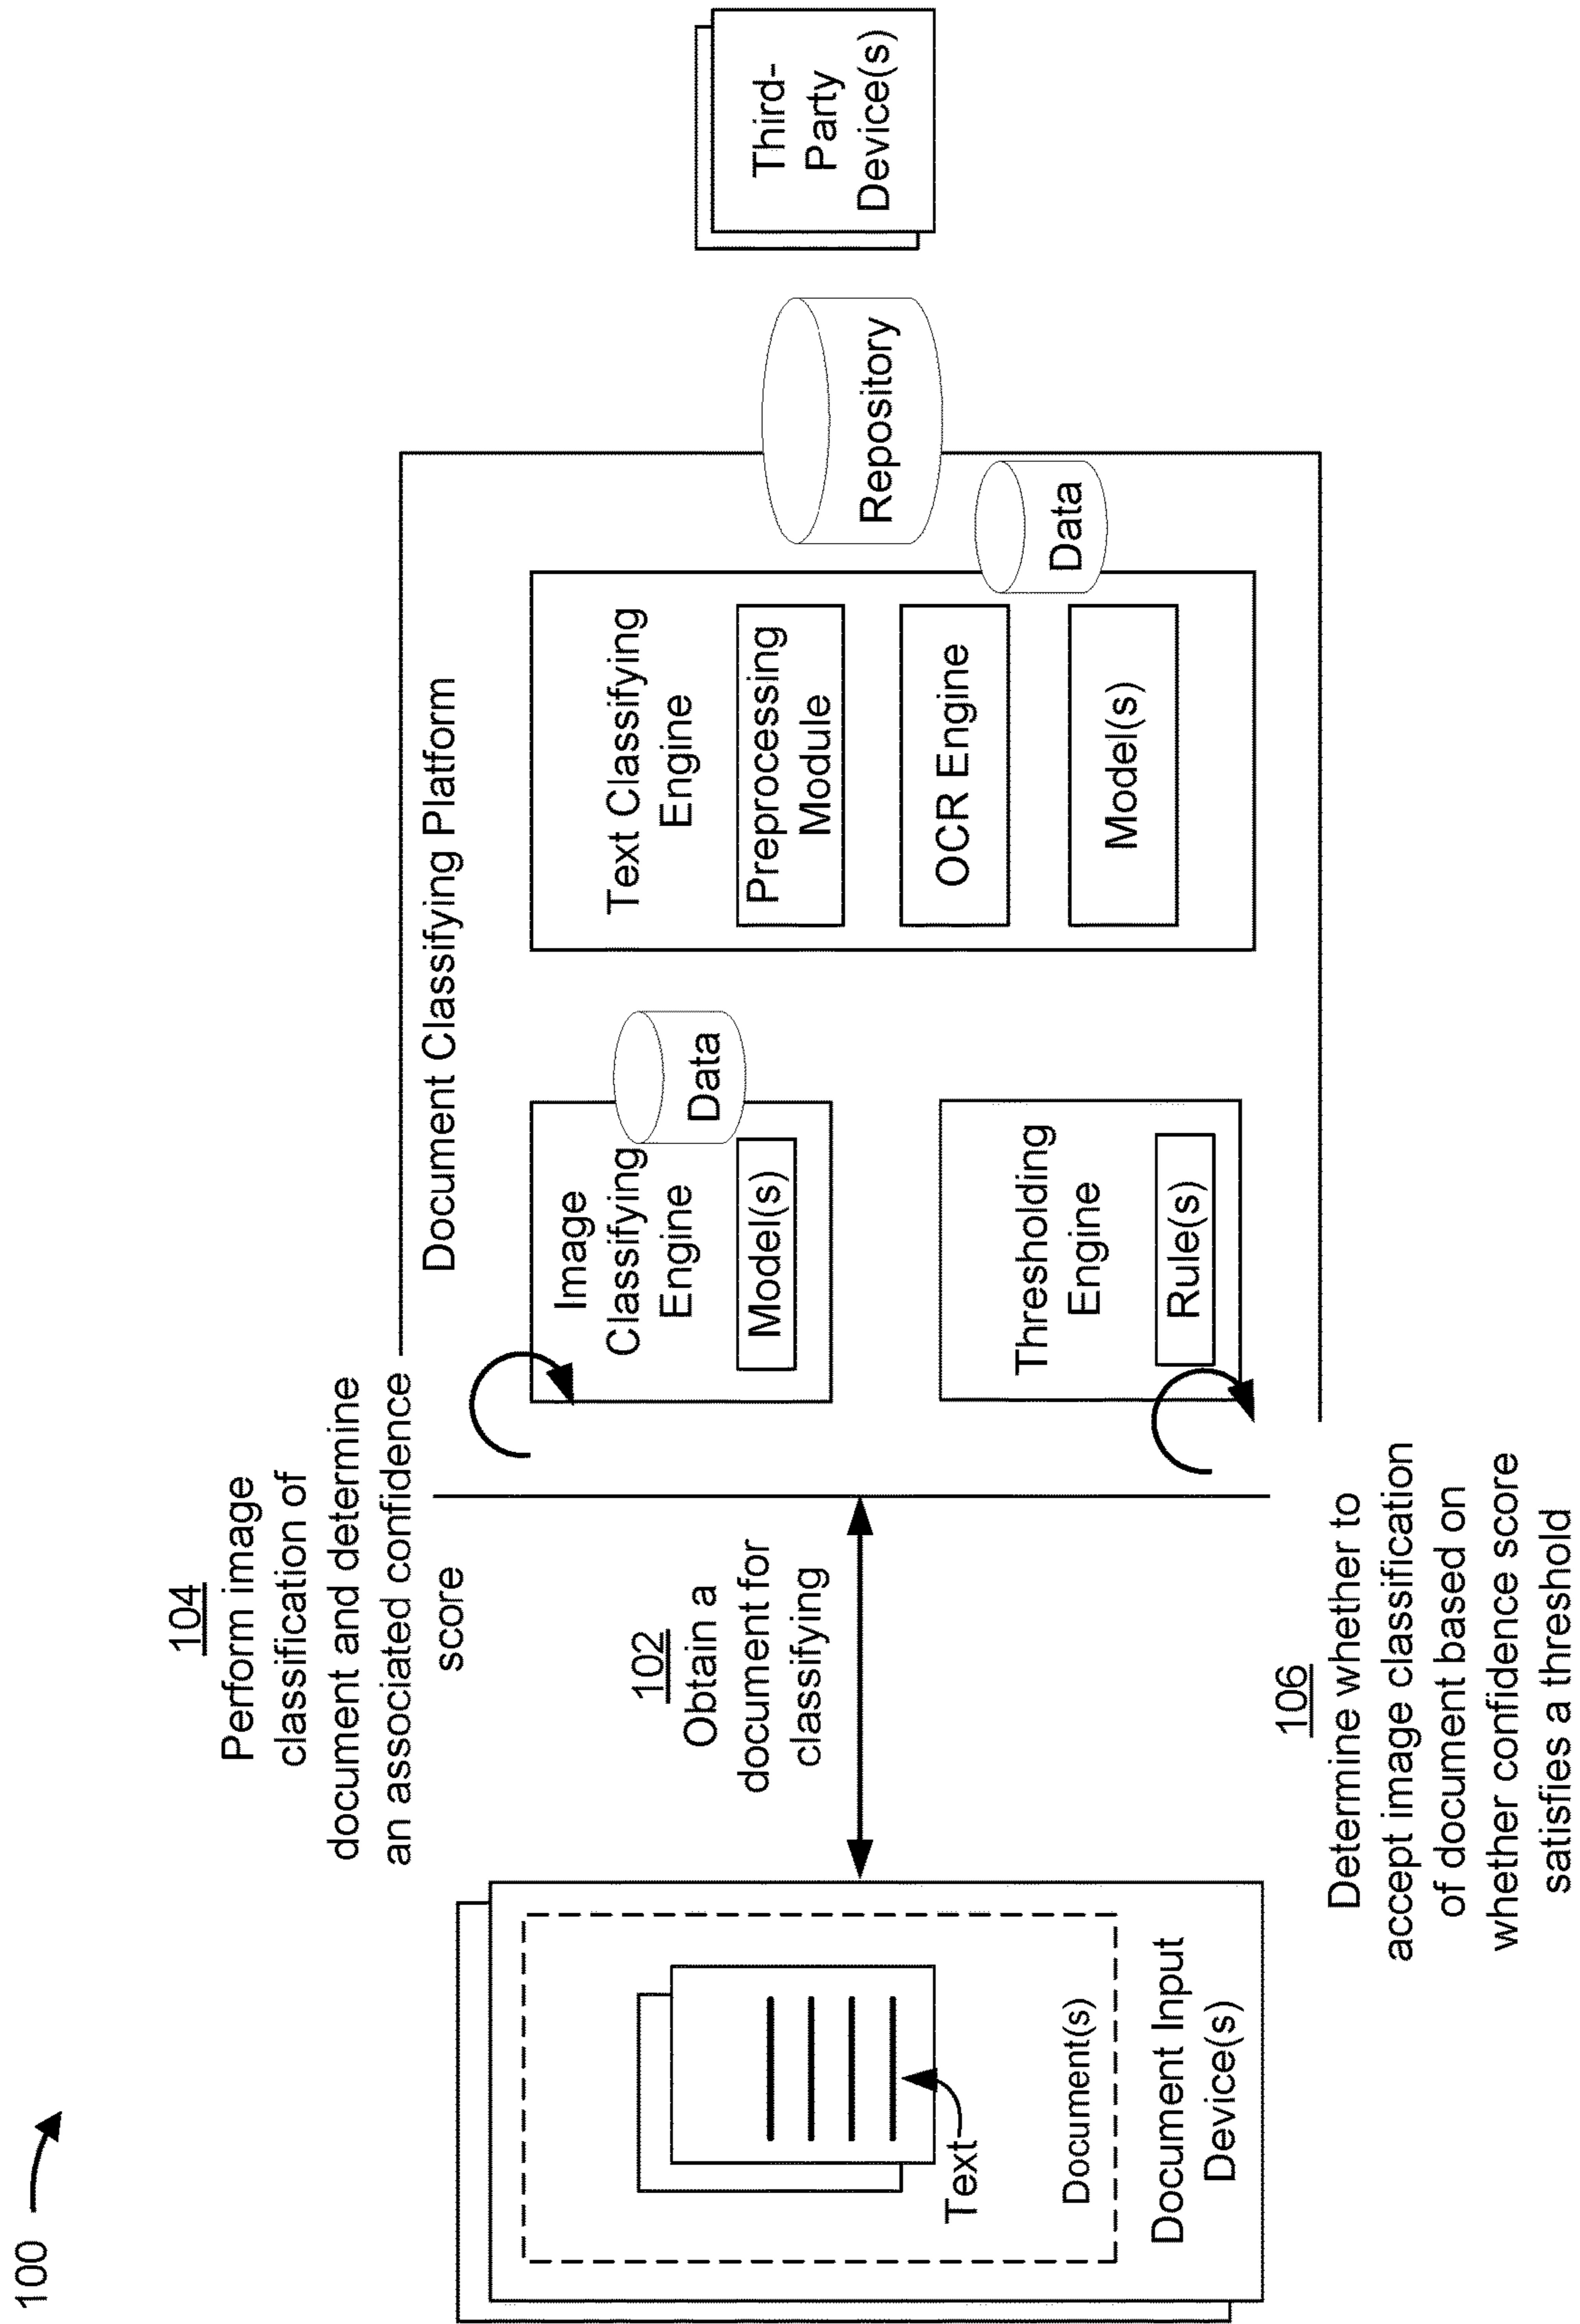 100
104
Perform image
classification of
document and determine
an associated confidence
score
102
Obtain a
document for
classifying
Text
Document(s)
Document Input
Device(s)
106
Determine whether to
accept image classification
of document based on
whether confidence score
satisfies a threshold
Document Classifying Platform
Image
Classifying
Engine
Model(s)
Data
Thresholding
Engine
Rule(s)
Text Classifying
Engine
Preprocessing
Module
OCR Engine
Model(s)
Data
Repository
Third-
Party
Device(s)